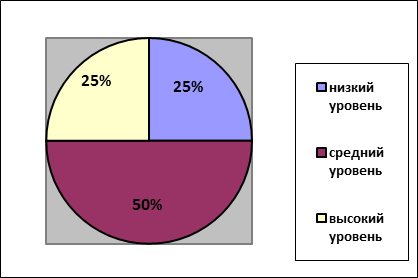 25% 25%
50%
низкий
уровень
средний
уровень
высокий
уровень